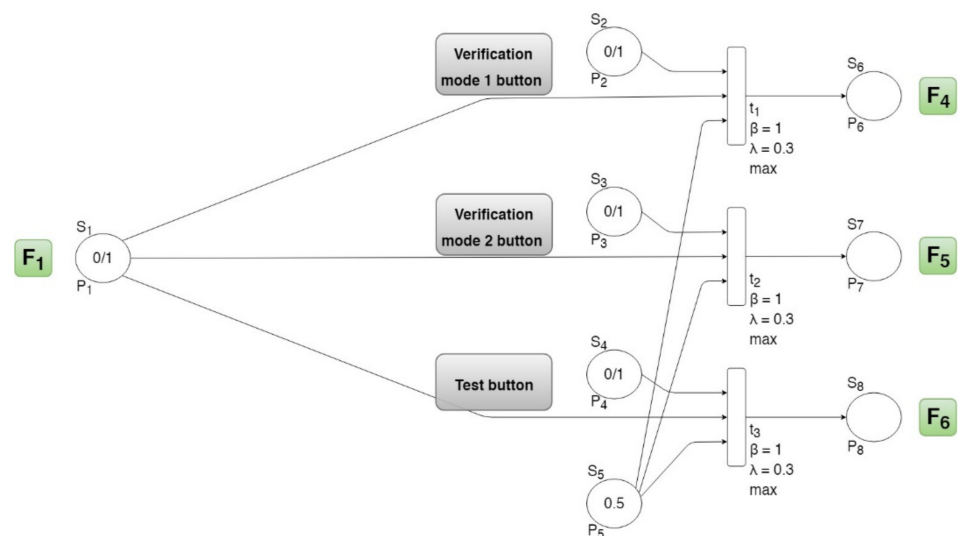 S2
0/1
P2
Verification
mode 1 button
S6
P6
F4
t1
β = 1
λ = 0.3
max
S3
0/1
P3
Verification
mode 2 button
S7
P7
F5
t2
β = 1
λ = 0.3
max
F1
S1
0/1
P1
S4
0/1
P4
Test button
S8
P8
F6
t3
β = 1
λ = 0.3
max
S5
0.5
P5